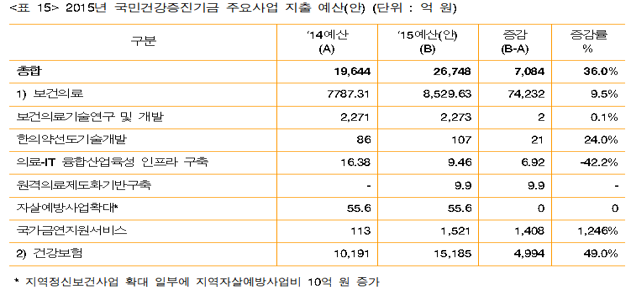 <표 15> 2015년 국민건강증진기금 주요사업 지출 예산(안) (단위 : 억 원)
구분 '14예산 (A) '15예산(안) (B) 증감 (B-A) 증감률 %
총합 19,644 26,748 7,084 36.0%
1) 보건의료 7787.31 8,529.63 74,232 9.5%
보건의료기술연구 및 개발 2,271 2,273 2 0.1%
한의약선도기술개발 86 107 21 24.0%
의료-IT 융합산업육성 인프라 구축 16.38 9.46 6.92 -42.2%
원격의료제도화기반구축 - 9.9 9.9 -
자살예방사업확대* 55.6 55.6 0 0
국가금연지원서비스 113 1,521 1,408 1,246%
2) 건강보험 10,191 15,185 4,994 49.0%
* 지역정신보건사업 확대 일부에 지역자살예방사업비 10억 원 증가